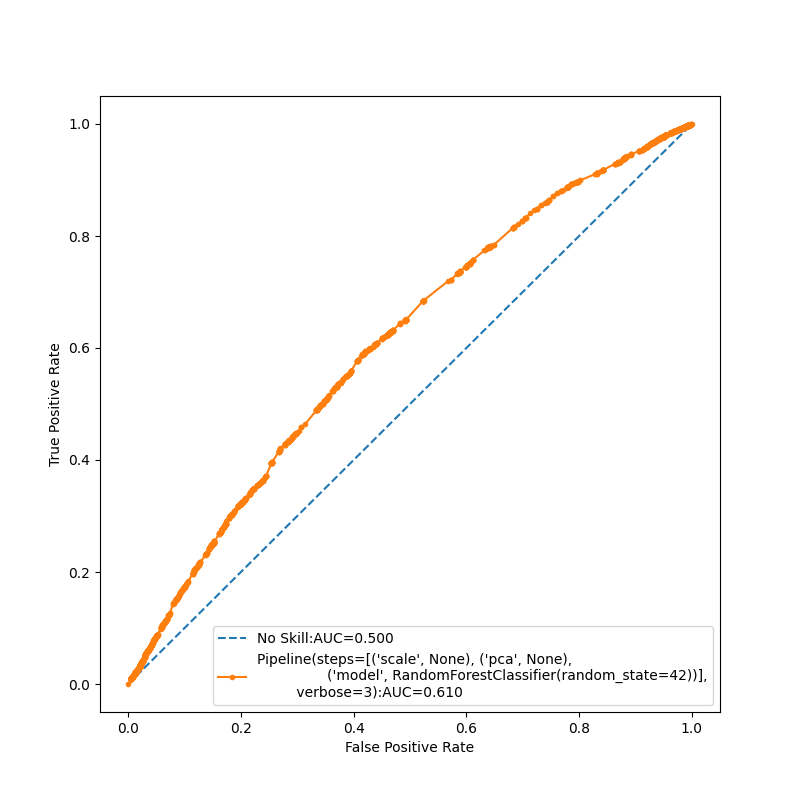 1.0
0.8
0.6
0.4
0.2
0.0
True Positive Rate
No Skill:AUC=0.500
Pipeline(steps=[('scale', None), ('pca', None),
('model', RandomForestClassifier(random_state=42))],
verbose=3):AUC=0.610
0.0 0.2 0.4 0.6 0.8 1.0
False Positive Rate